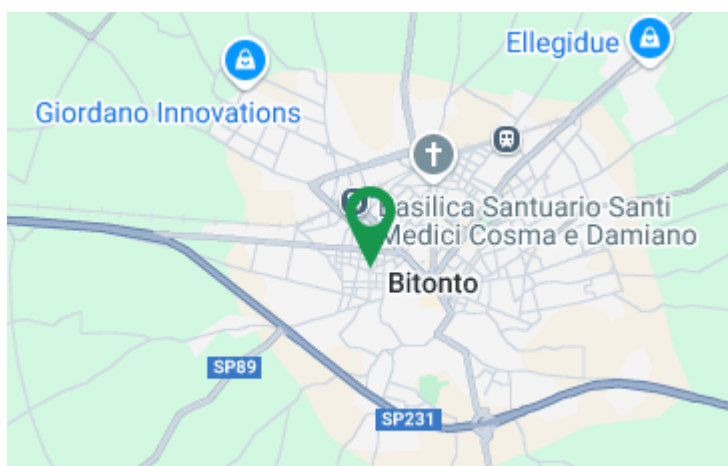 Ellegidue
Giordano Innovations
Basilica Santuario Santi
Medici Cosma e Damiano
Bitonto
SP89
SP231